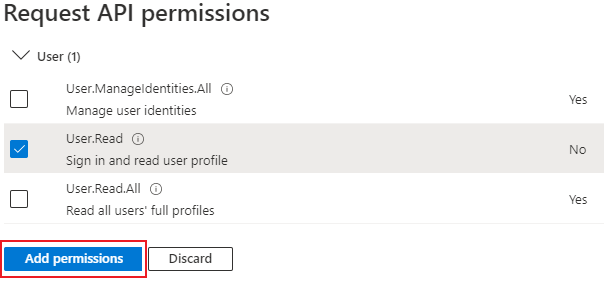 Request API permissions
User (1)
User.ManageIdentities.All
Manage user identities
Yes
User.Read
Sign in and read user profile
No
User.Read.All
Read all users' full profiles
Yes
Add permissions
Discard